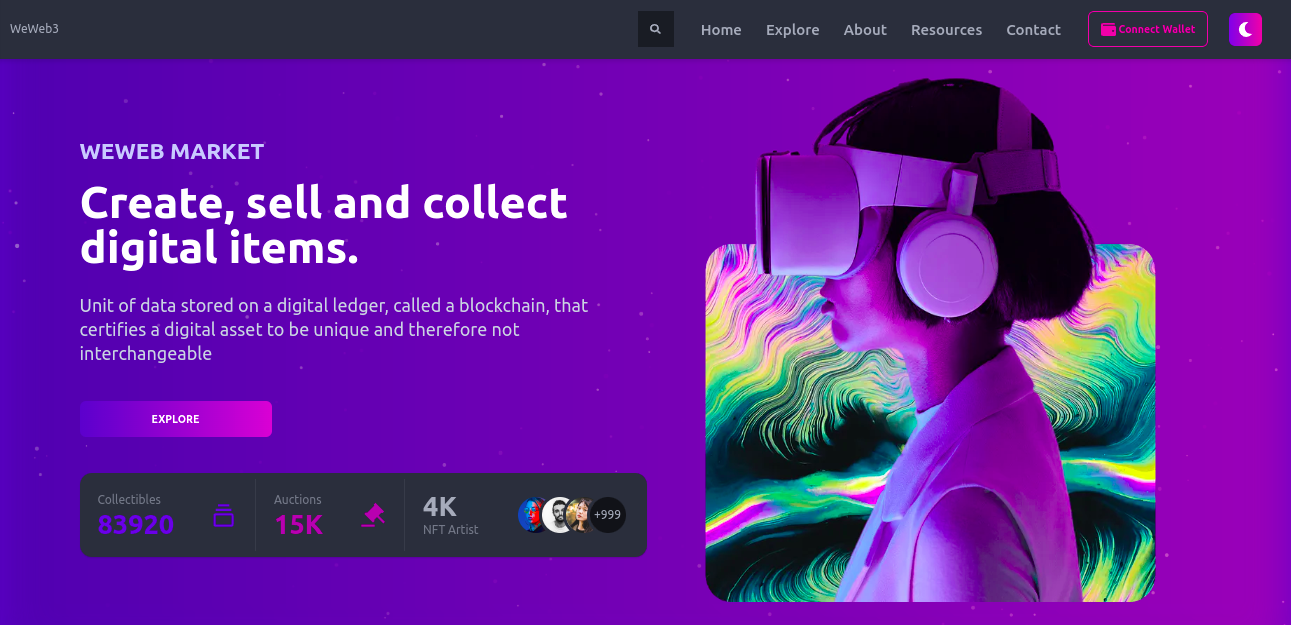 WeWeb3
Home Explore About Resources Contact Connect Wallet
WEWEB MARKET
Create, sell and collect
digital items.
Unit of data stored on a digital ledger, called a blockchain, that
certifies a digital asset to be unique and therefore not
interchangeable
EXPLORE
Collectibles
83920
Auctions
15K
4K
NFT Artist
+999